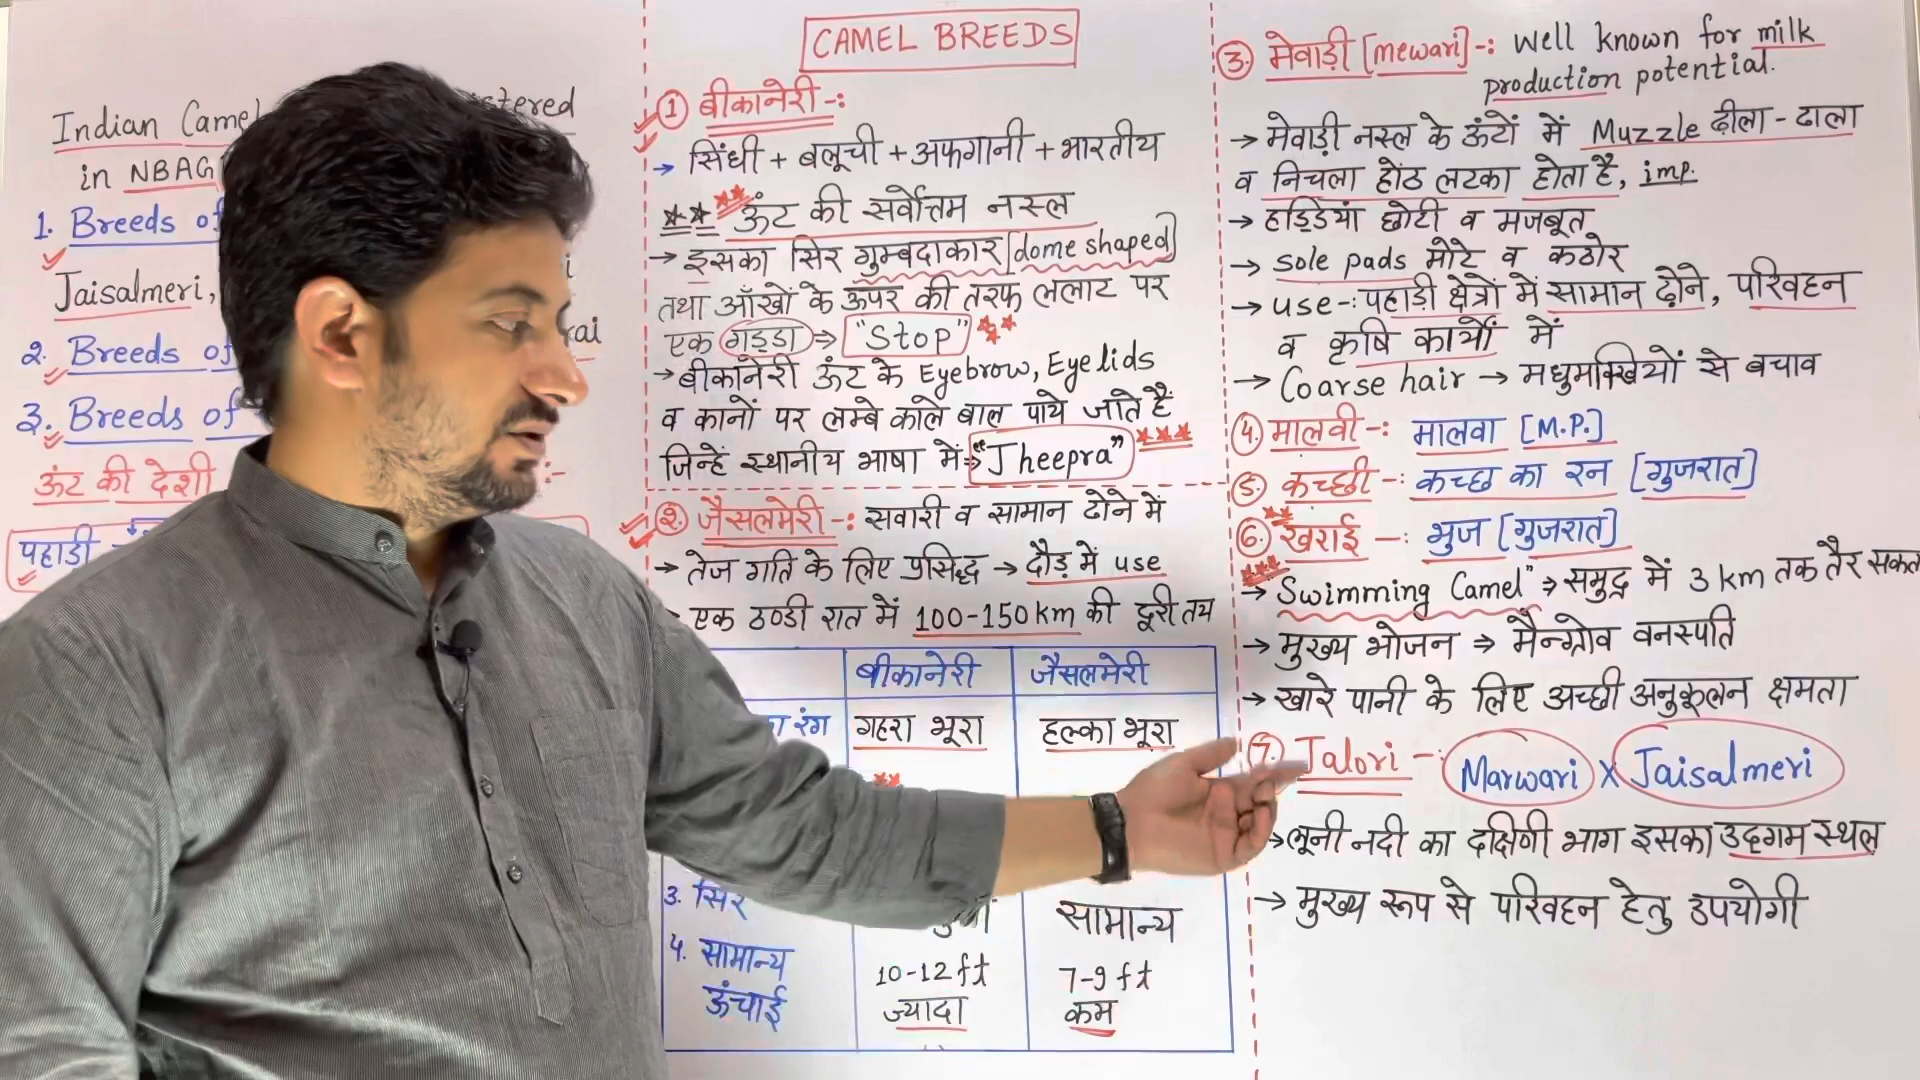 CAMEL BREEDS
Indian Camel
stered
in NBAG
1. Breeds of
Jaisalmeri,
2. Breeds of
rai
3. Breeds of
ऊंट की देशी :-
पहाडी →
① बीकानेरी -:
→ सिंधी + बलूची + अफगानी + भारतीय
ऊंट की सर्वोत्तम नस्ल
→ इसका सिर गुम्बदाकार [dome shaped]
तथा आँखों के ऊपर की तरफ ललाट पर
एक गड्डा ⇒ "Stop"
→ बीकानेरी ऊंट के Eyebrow, Eyelids
व कानों पर लम्बे काले बाल पाये जाते हैं
जिन्हें स्थानीय भाषा में ⇒ "Jheepra"
②. जैसलमेरी -: सवारी व सामान ढोने में
→ तेज गति के लिए प्रसिद्ध → दौड़ में use
→ एक ठण्डी रात में 100-150km की दूरी तय
बीकानेरी जैसलमेरी
रंग गहरा भूरा हल्का भूरा
3. सिर सामान्य
4. सामान्य 10-12 ft 7-9 ft
ऊंचाई ज्यादा कम
③. मेवाड़ी [mewari] -: Well known for milk
production potential.
→ मेवाड़ी नस्ल के ऊंटों में Muzzle ढीला - ढाला
व निचला होंठ लटका होता है, imp.
→ हड्डियां छोटी व मजबूत
→ sole pads मोटे व कठोर
→ use -: पहाड़ी क्षेत्रों में सामान ढ़ोने, परिवहन
व कृषि कार्यों में
→ Coarse hair → मधुमक्खियों से बचाव
④. मालवी -: मालवा [M.P.]
⑤. कच्छी -: कच्छ का रन [गुजरात]
⑥. खराई -: भुज [गुजरात]
→ Swimming Camel" ⇒ समुद्र में 3 km तक तैर सकत
→ मुख्य भोजन ⇒ मैन्ग्रोव वनस्पति
→ खारे पानी के लिए अच्छी अनुकूलन क्षमता
⑦. Jalori -: Marwari X Jaisalmeri
→ लूनी नदी का दक्षिणी भाग इसका उदगम स्थल
→ मुख्य रूप से परिवहन हेतु उपयोगी